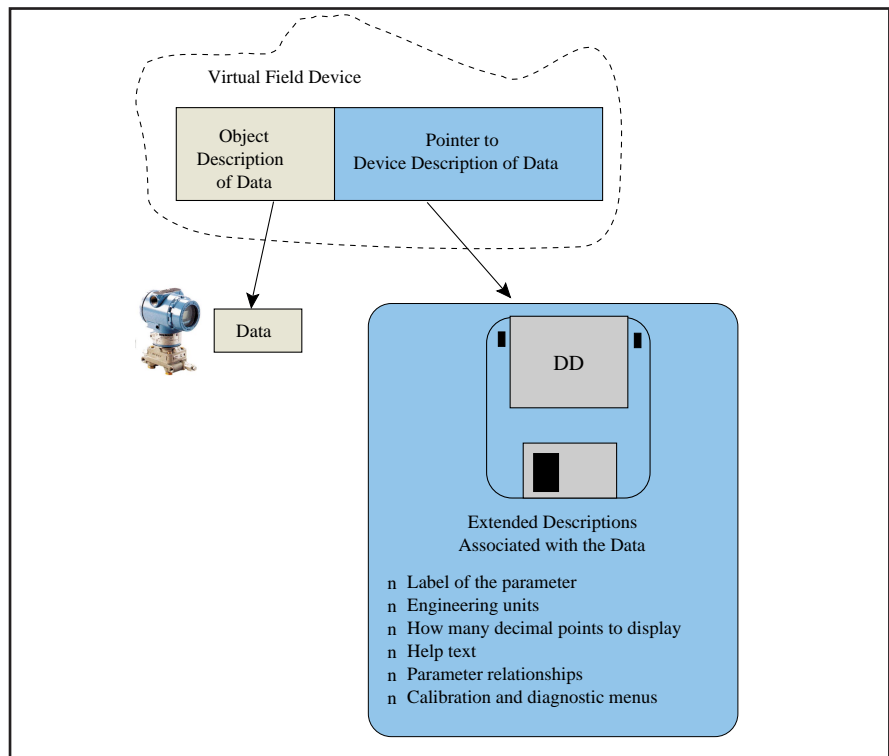 Virtual Field Device
Object
Description
of Data
Pointer to
Device Description of Data
Data
DD
Extended Descriptions
Associated with the Data
n Label of the parameter
n Engineering units
n How many decimal points to display
n Help text
n Parameter relationships
n Calibration and diagnostic menus